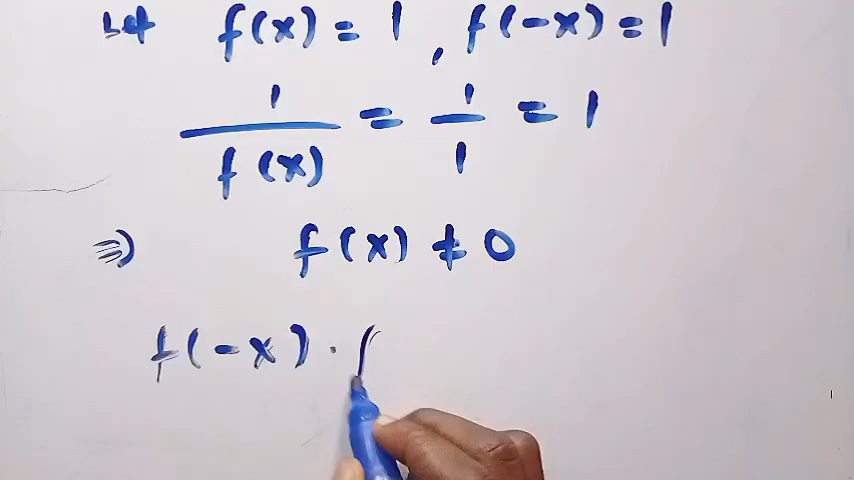 Let f(x) = 1 , f(-x) = 1
1/f(x) = 1/1 = 1
⇒ f(x) ≠ 0
f(-x) · f